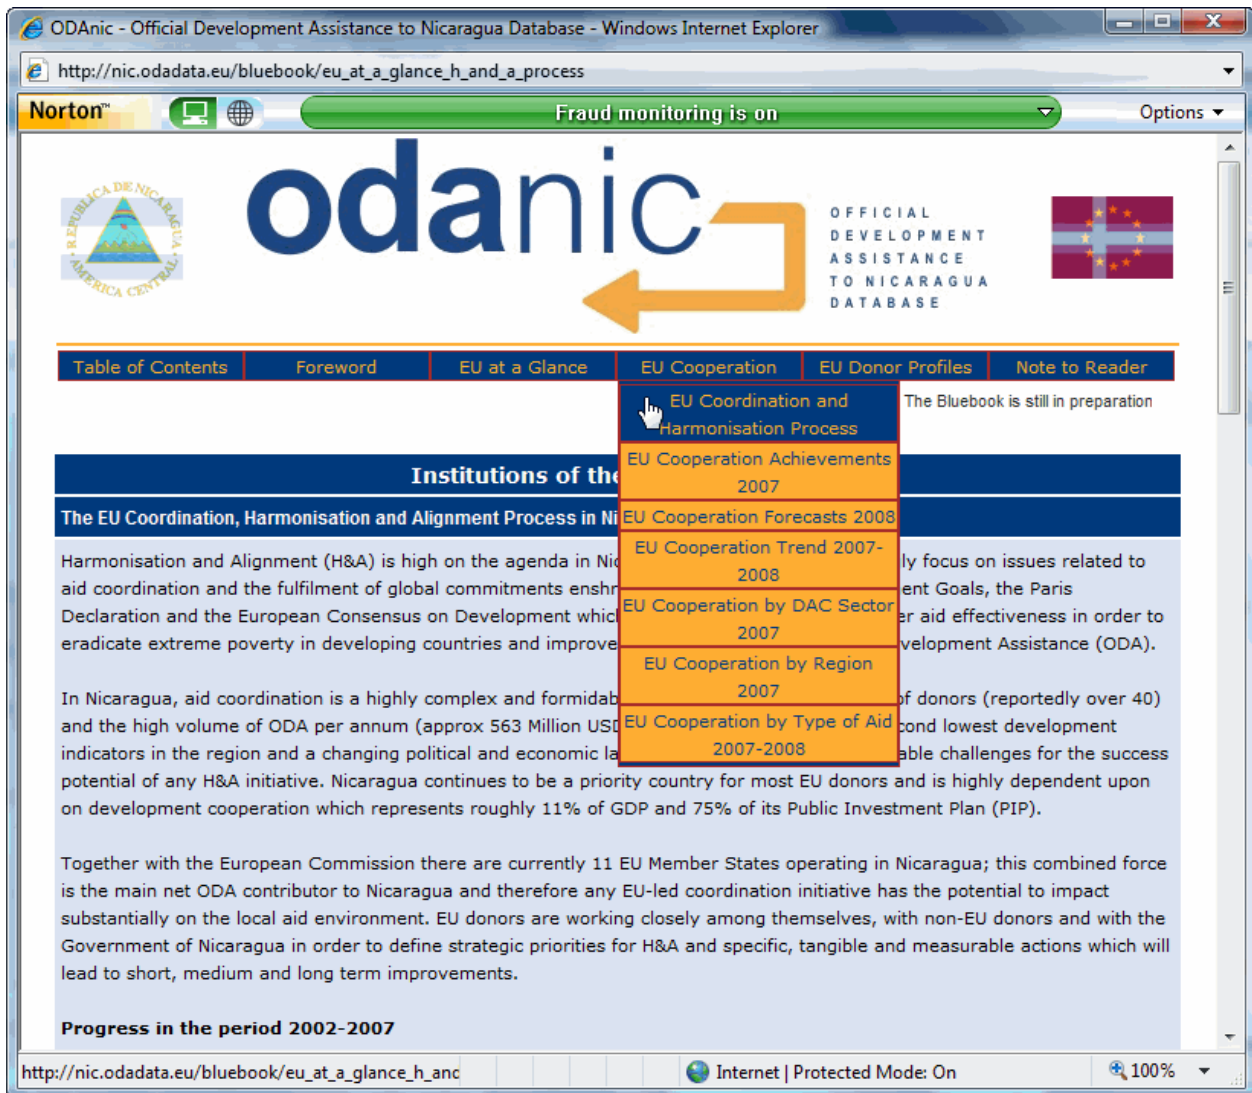 ODAnic - Official Development Assistance to Nicaragua Database - Windows Internet Explorer
http://nic.odadata.eu/bluebook/eu_at_a_glance_h_and_a_process
Norton™ Fraud monitoring is on Options
REPUBLICA DE NICARAGUA
AMERICA CENTRAL
odanic
OFFICIAL
DEVELOPMENT
ASSISTANCE
TO NICARAGUA
DATABASE
Table of Contents Foreword EU at a Glance EU Cooperation EU Donor Profiles Note to Reader
EU Coordination and
Harmonisation Process
EU Cooperation Achievements
2007
EU Cooperation Forecasts 2008
EU Cooperation Trend 2007-
2008
EU Cooperation by DAC Sector
2007
EU Cooperation by Region
2007
EU Cooperation by Type of Aid
2007-2008
The Bluebook is still in preparation
Institutions of the
The EU Coordination, Harmonisation and Alignment Process in Ni
Harmonisation and Alignment (H&A) is high on the agenda in Nic ly focus on issues related to
aid coordination and the fulfilment of global commitments enshr ent Goals, the Paris
Declaration and the European Consensus on Development whic er aid effectiveness in order to
eradicate extreme poverty in developing countries and improve velopment Assistance (ODA).
In Nicaragua, aid coordination is a highly complex and formidab of donors (reportedly over 40)
and the high volume of ODA per annum (approx 563 Million USD cond lowest development
indicators in the region and a changing political and economic la able challenges for the success
potential of any H&A initiative. Nicaragua continues to be a priority country for most EU donors and is highly dependent upon
on development cooperation which represents roughly 11% of GDP and 75% of its Public Investment Plan (PIP).
Together with the European Commission there are currently 11 EU Member States operating in Nicaragua; this combined force
is the main net ODA contributor to Nicaragua and therefore any EU-led coordination initiative has the potential to impact
substantially on the local aid environment. EU donors are working closely among themselves, with non-EU donors and with the
Government of Nicaragua in order to define strategic priorities for H&A and specific, tangible and measurable actions which will
lead to short, medium and long term improvements.
Progress in the period 2002-2007
http://nic.odadata.eu/bluebook/eu_at_a_glance_h_and Internet | Protected Mode: On 100%